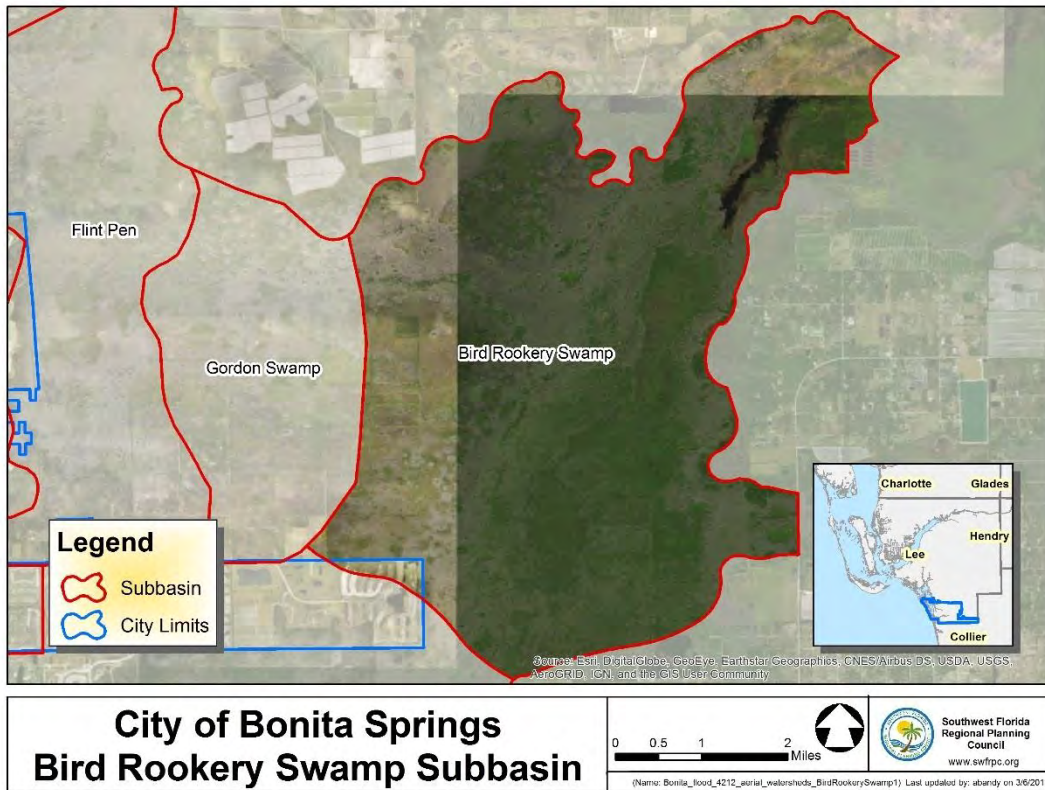 Flint Pen
Gordon Swamp
Bird Rookery Swamp
Legend
Subbasin
City Limits
Charlotte
Glades
Hendry
Lee
Collier
Source: Esri, DigitalGlobe, GeoEye, Earthstar Geographics, CNES/Airbus DS, USDA, USGS,
AeroGRID, IGN, and the GIS User Community
City of Bonita Springs
Bird Rookery Swamp Subbasin
0 0.5 1 2
Miles
Southwest Florida
Regional Planning
Council
www.swfrpc.org
(Name: Bonita_flood_4212_aerial_watersheds_BirdRookerySwamp1) Last updated by: abandy on 3/6/201